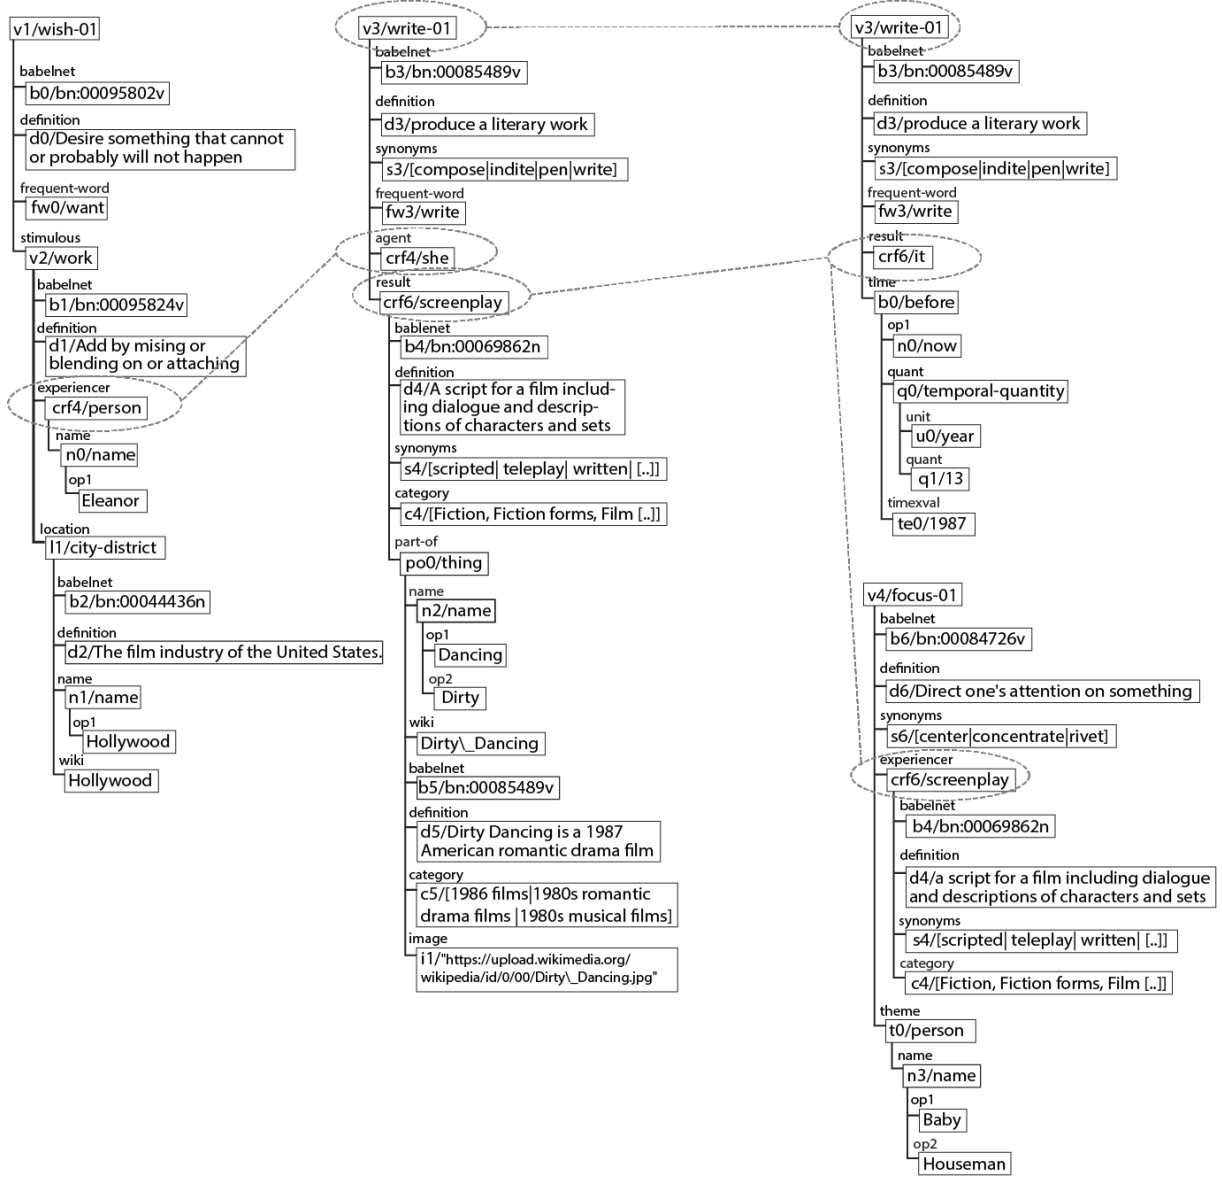 v1/wish-01
babelnet
b0/bn:00095802v
definition
d0/Desire something that cannot
or probably will not happen
frequent-word
fw0/want
stimulous
v2/work
babelnet
b1/bn:00095824v
definition
d1/Add by mising or
blending on or attaching
experiencer
crf4/person
name
n0/name
op1
Eleanor
location
l1/city-district
babelnet
b2/bn:00044436n
definition
d2/The film industry of the United States.
name
n1/name
op1
Hollywood
wiki
Hollywood
v3/write-01
babelnet
b3/bn:00085489v
definition
d3/produce a literary work
synonyms
s3/[compose|indite|pen|write]
frequent-word
fw3/write
agent
crf4/she
result
crf6/screenplay
bablenet
b4/bn:00069862n
definition
d4/A script for a film includ-
ing dialogue and descrip-
tions of characters and sets
synonyms
s4/[scripted| teleplay| written| [..]]
category
c4/[Fiction, Fiction forms, Film [..]]
part-of
po0/thing
name
n2/name
op1
Dancing
op2
Dirty
wiki
Dirty\_Dancing
babelnet
b5/bn:00085489v
definition
d5/Dirty Dancing is a 1987
American romantic drama film
category
c5/[1986 films|1980s romantic
drama films |1980s musical films]
image
i1/"https://upload.wikimedia.org/
wikipedia/id/0/00/Dirty\_Dancing.jpg"
v3/write-01
babelnet
b3/bn:00085489v
definition
d3/produce a literary work
synonyms
s3/[compose|indite|pen|write]
frequent-word
fw3/write
result
crf6/it
time
b0/before
op1
n0/now
quant
q0/temporal-quantity
unit
u0/year
quant
q1/13
timexval
te0/1987
v4/focus-01
babelnet
b6/bn:00084726v
definition
d6/Direct one's attention on something
synonyms
s6/[center|concentrate|rivet]
experiencer
crf6/screenplay
babelnet
b4/bn:00069862n
definition
d4/a script for a film including dialogue
and descriptions of characters and sets
synonyms
s4/[scripted| teleplay| written| [..]]
category
c4/[Fiction, Fiction forms, Film [..]]
theme
t0/person
name
n3/name
op1
Baby
op2
Houseman